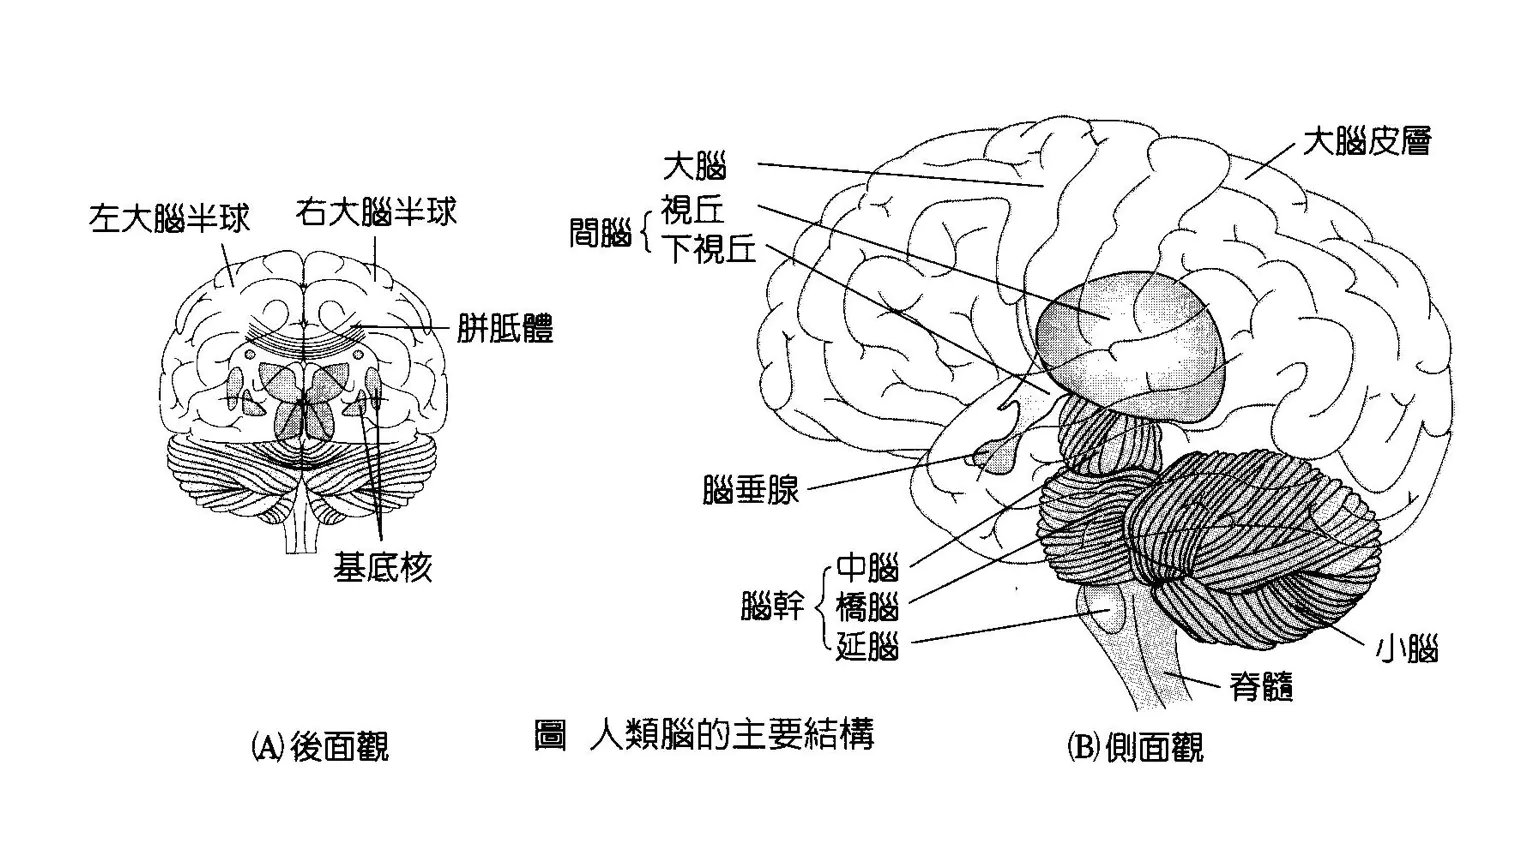 左大腦半球
右大腦半球
胼胝體
基底核
(A)後面觀
大腦
間腦{視丘
下視丘
腦垂腺
腦幹{中腦
橋腦
延腦
大腦皮層
小腦
脊髓
(B)側面觀
圖 人類腦的主要結構